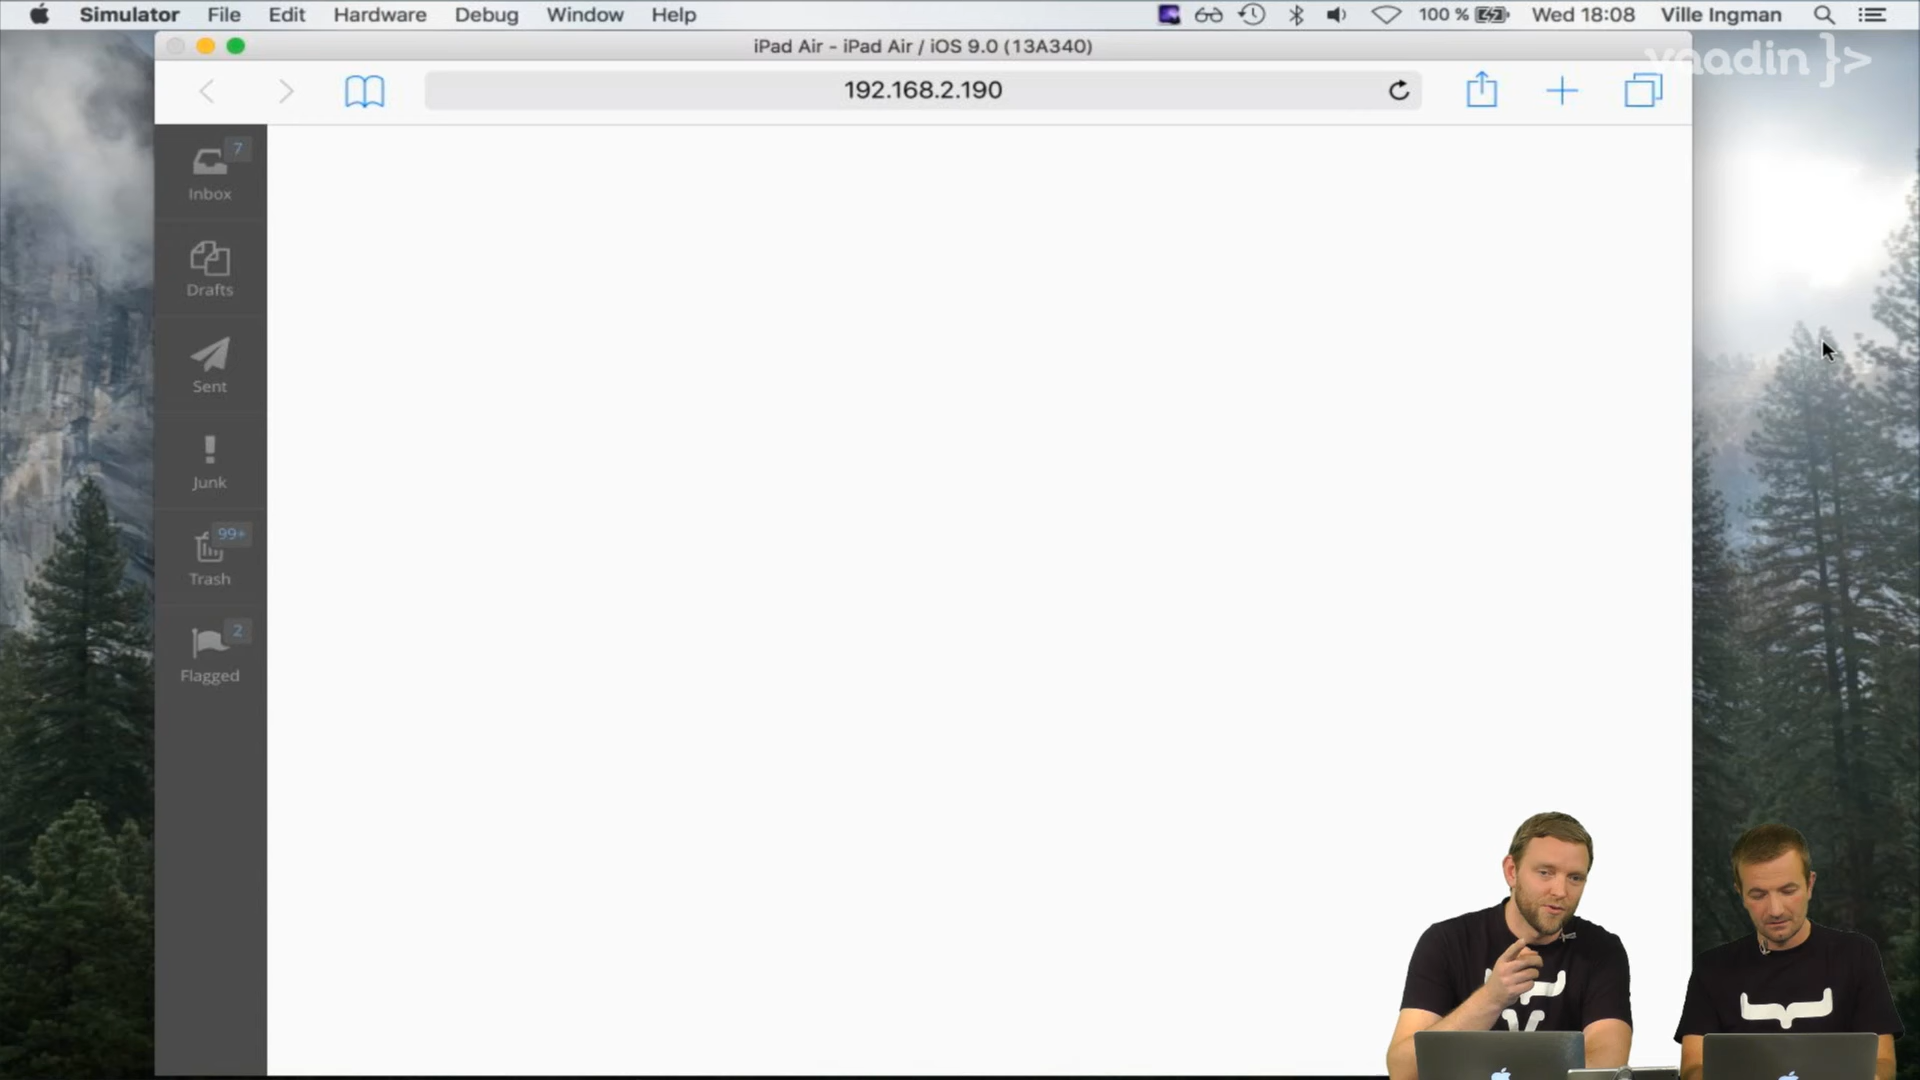 Simulator File Edit Hardware Debug Window Help 100 % Wed 18:08 Ville Ingman
iPad Air - iPad Air / iOS 9.0 (13A340)
vaadin }>
192.168.2.190
7
Inbox
Drafts
Sent
Junk
99+
Trash
2
Flagged